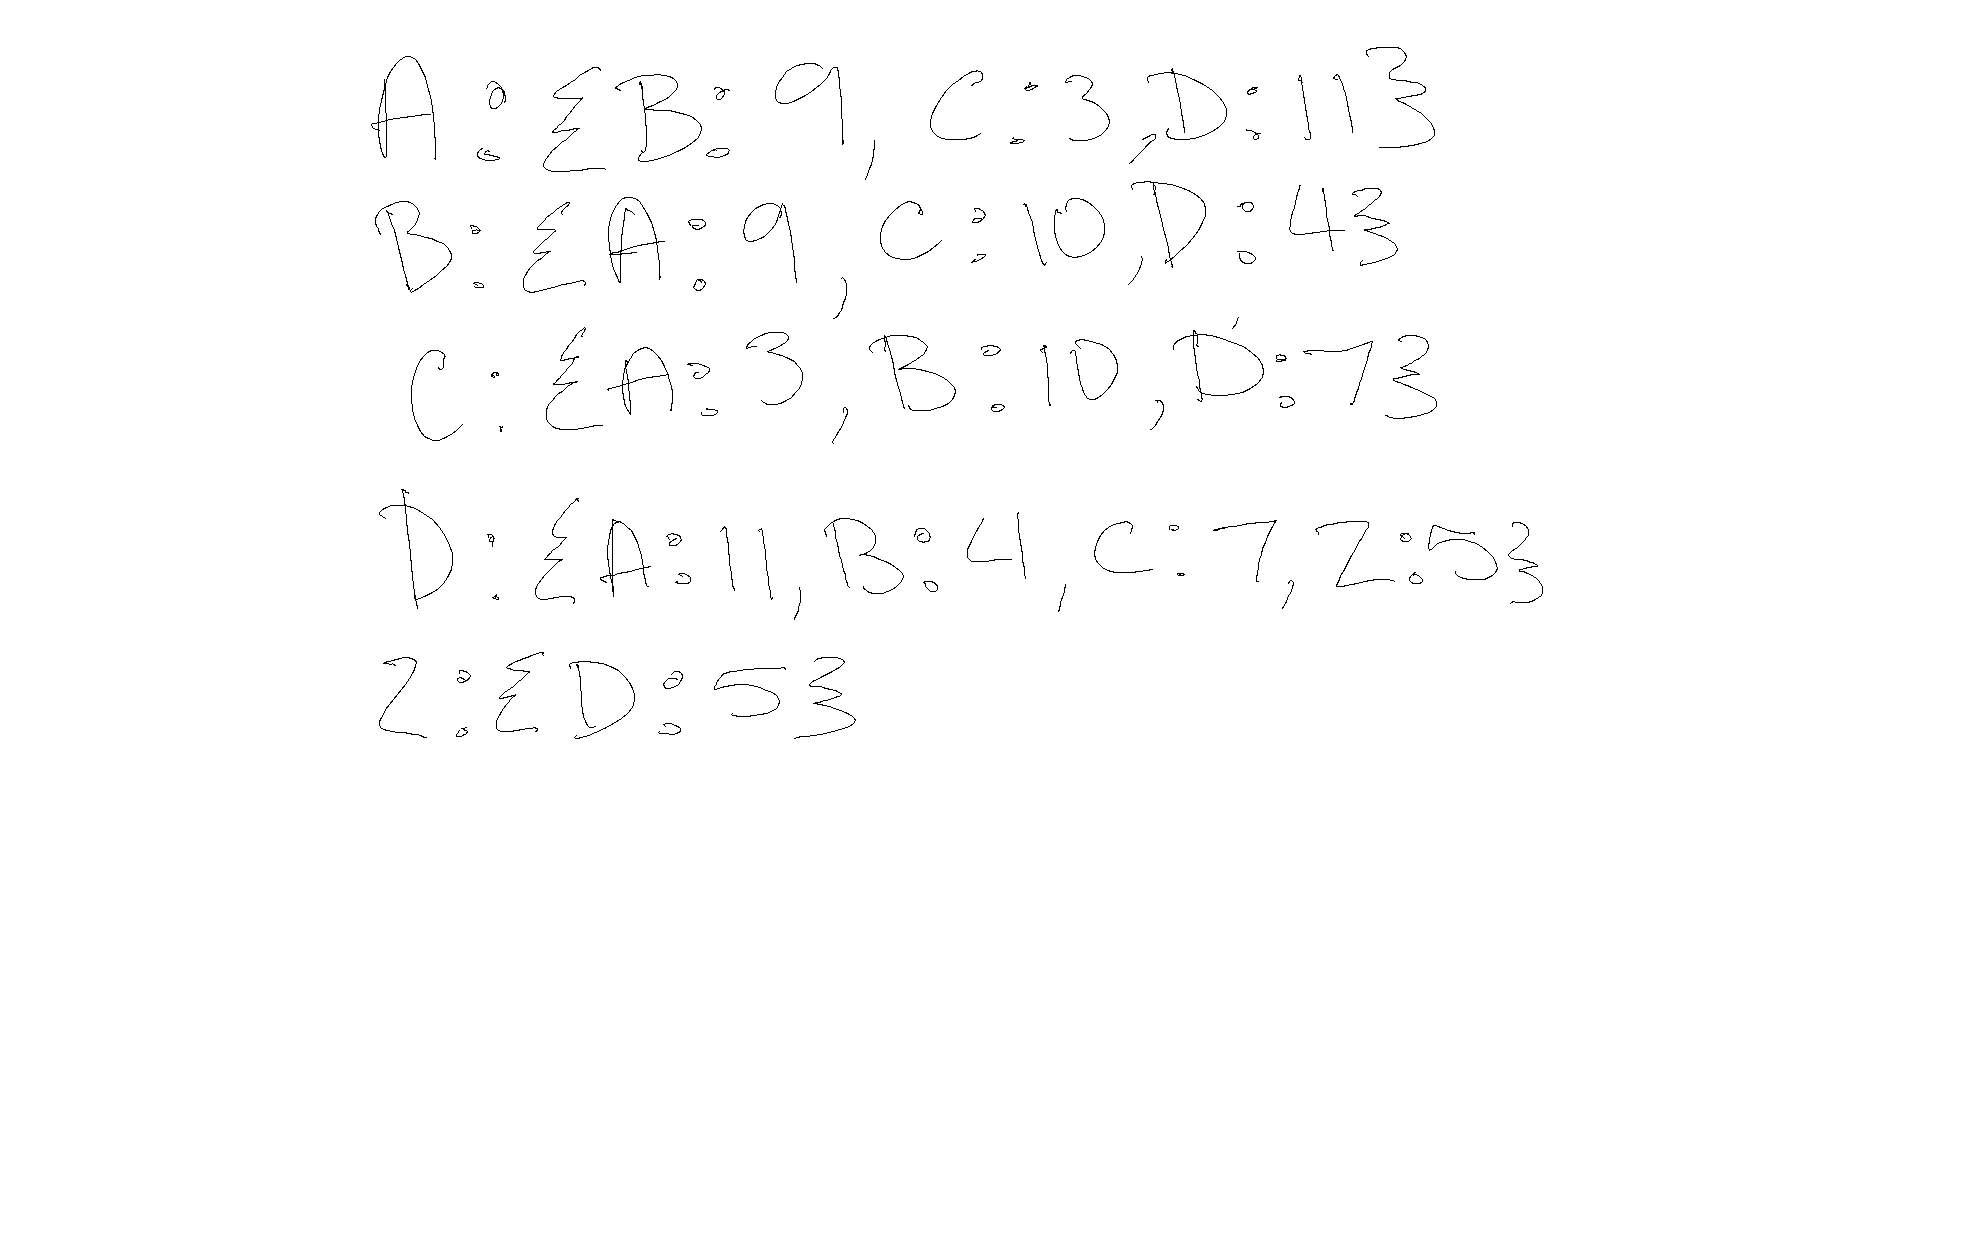 A: {B: 9, C: 3, D: 11}
B: {A: 9, C: 10, D: 4}
C: {A: 3, B: 10, D: 7}
D: {A: 11, B: 4, C: 7, Z: 5}
Z: {D: 5}